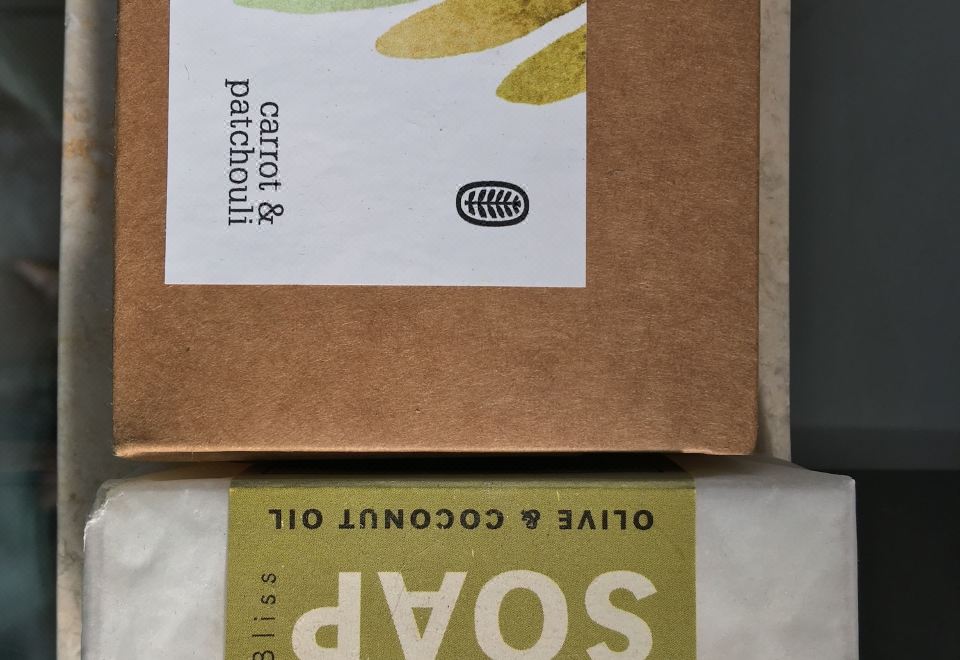 carrot &
patchouli
OLIVE & COCONUT OIL
SOAP
Bliss